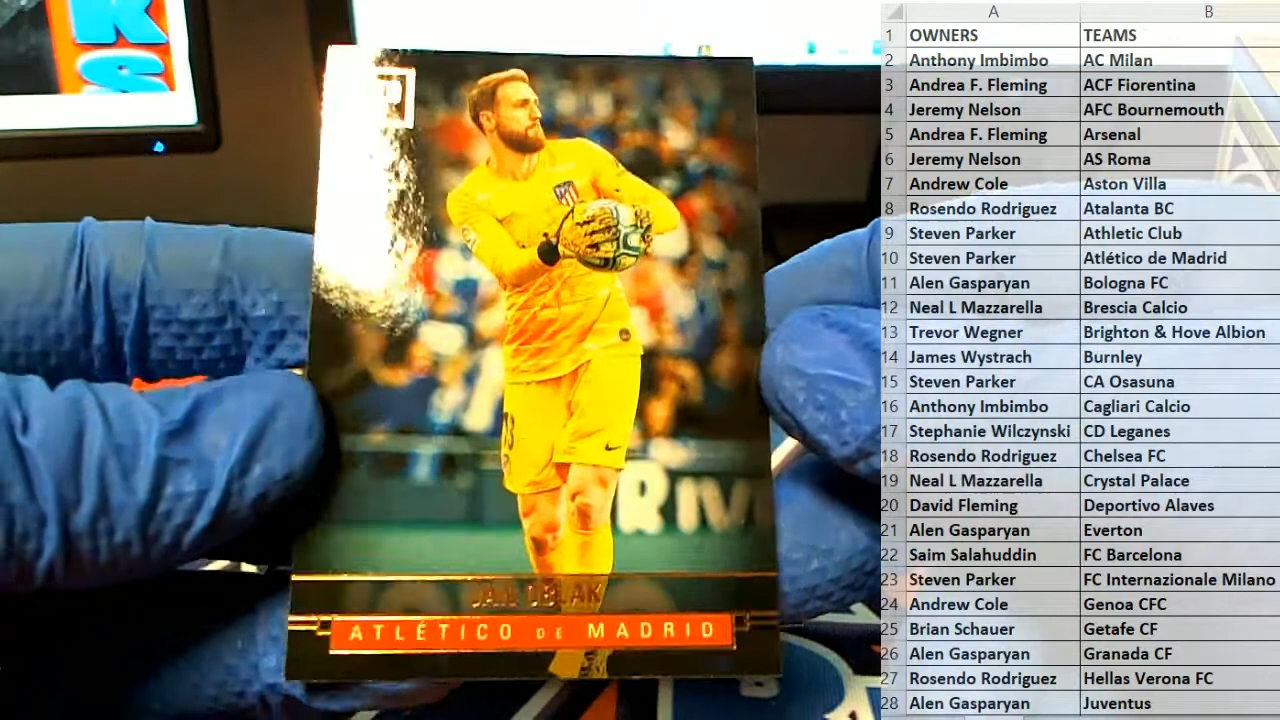 KS
P
JAN OBLAK
ATLÉTICO DE MADRID
RIV
A B
1 OWNERS TEAMS
2 Anthony Imbimbo AC Milan
3 Andrea F. Fleming ACF Fiorentina
4 Jeremy Nelson AFC Bournemouth
5 Andrea F. Fleming Arsenal
6 Jeremy Nelson AS Roma
7 Andrew Cole Aston Villa
8 Rosendo Rodriguez Atalanta BC
9 Steven Parker Athletic Club
10 Steven Parker Atlético de Madrid
11 Alen Gasparyan Bologna FC
12 Neal L Mazzarella Brescia Calcio
13 Trevor Wegner Brighton & Hove Albion
14 James Wystrach Burnley
15 Steven Parker CA Osasuna
16 Anthony Imbimbo Cagliari Calcio
17 Stephanie Wilczynski CD Leganes
18 Rosendo Rodriguez Chelsea FC
19 Neal L Mazzarella Crystal Palace
20 David Fleming Deportivo Alaves
21 Alen Gasparyan Everton
22 Saim Salahuddin FC Barcelona
23 Steven Parker FC Internazionale Milano
24 Andrew Cole Genoa CFC
25 Brian Schauer Getafe CF
26 Alen Gasparyan Granada CF
27 Rosendo Rodriguez Hellas Verona FC
28 Alen Gasparyan Juventus